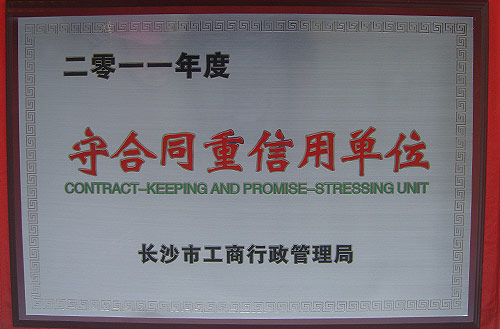 二零一一年度
守合同重信用单位
CONTRACT-KEEPING AND PROMISE-STRESSING UNIT
长沙市工商行政管理局